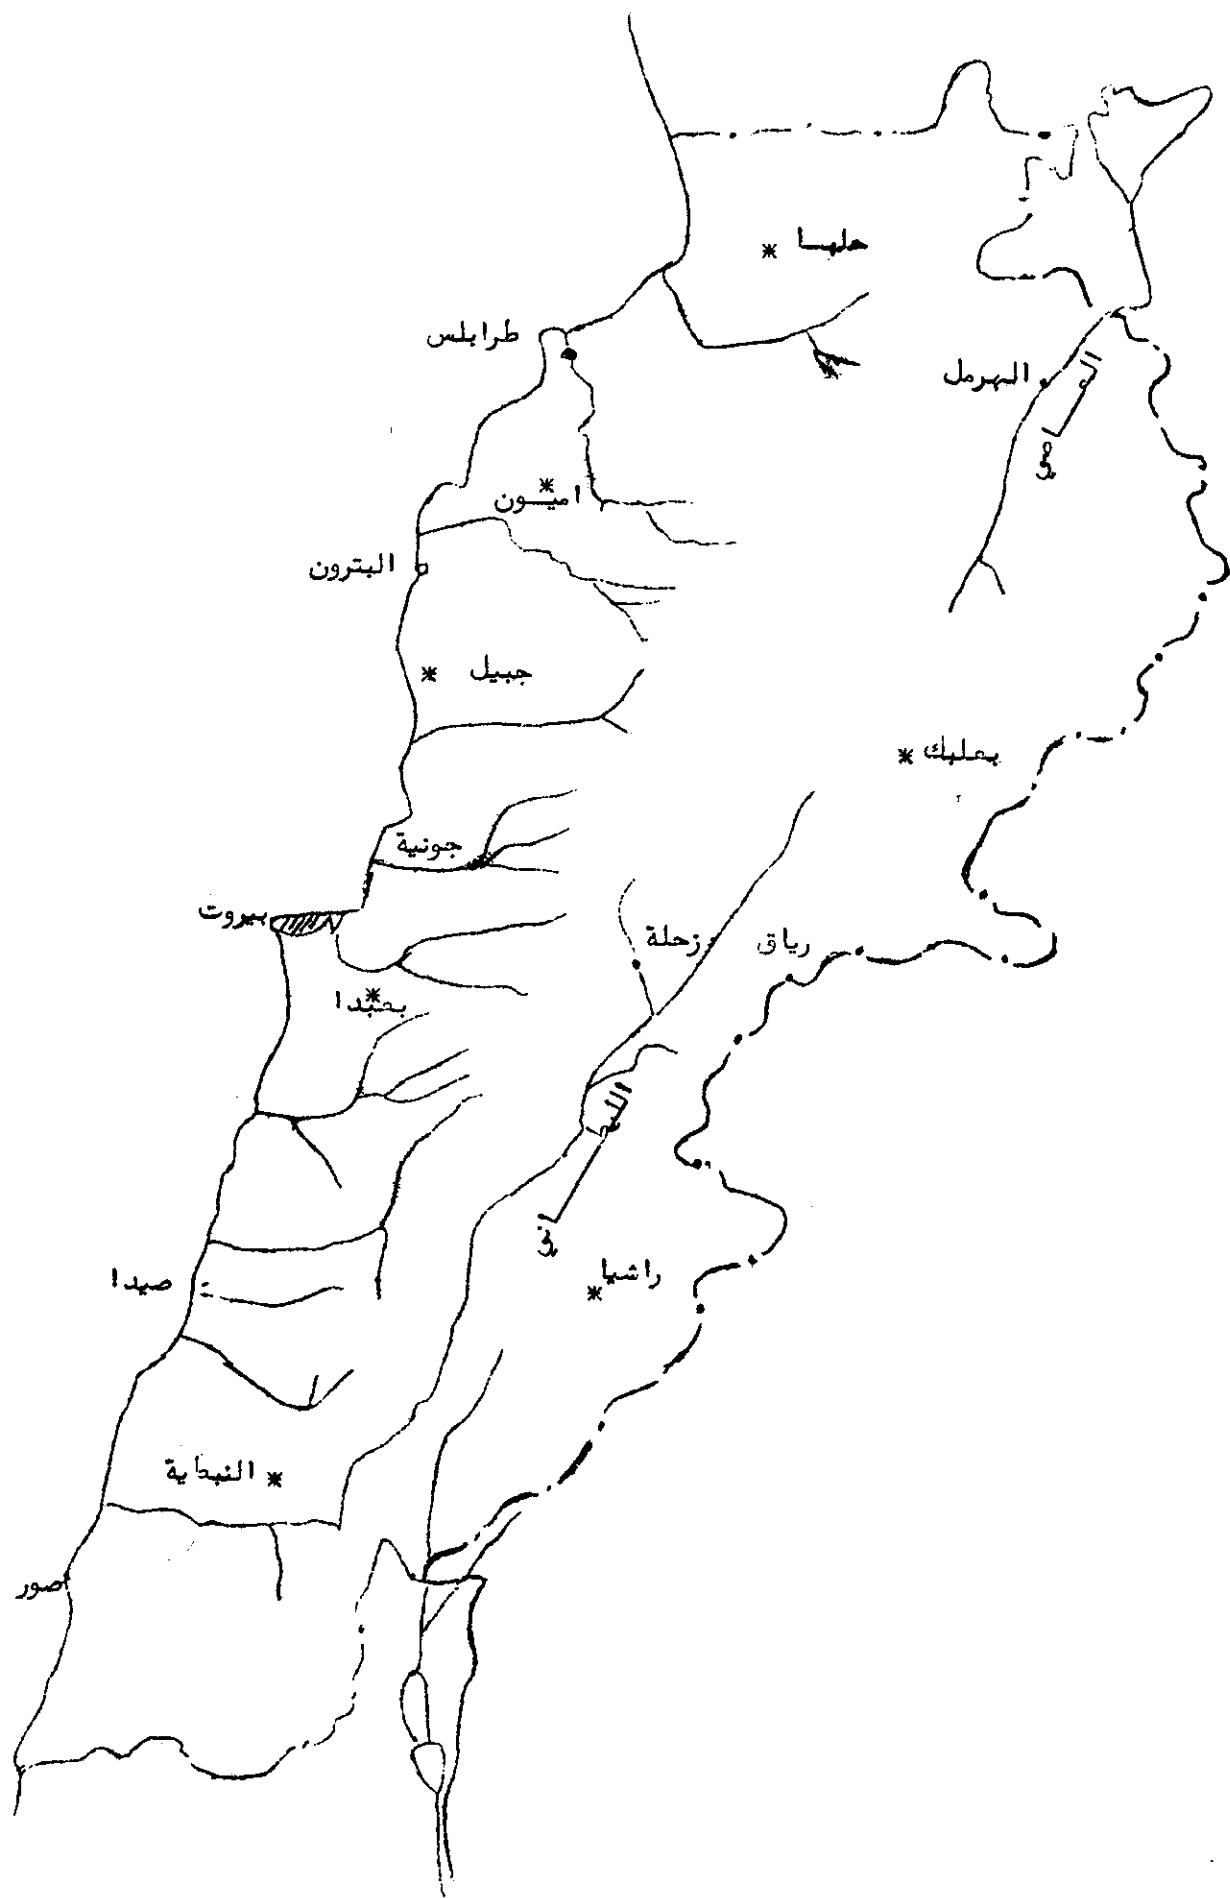 حلبا
طرابلس
الهرمل
العاصي
اميون
البترون
جبيل
بعلبك
جونية
بيروت
زحلة
رياق
بعبدا
الليطاني
صيدا
راشيا
النبطية
صور